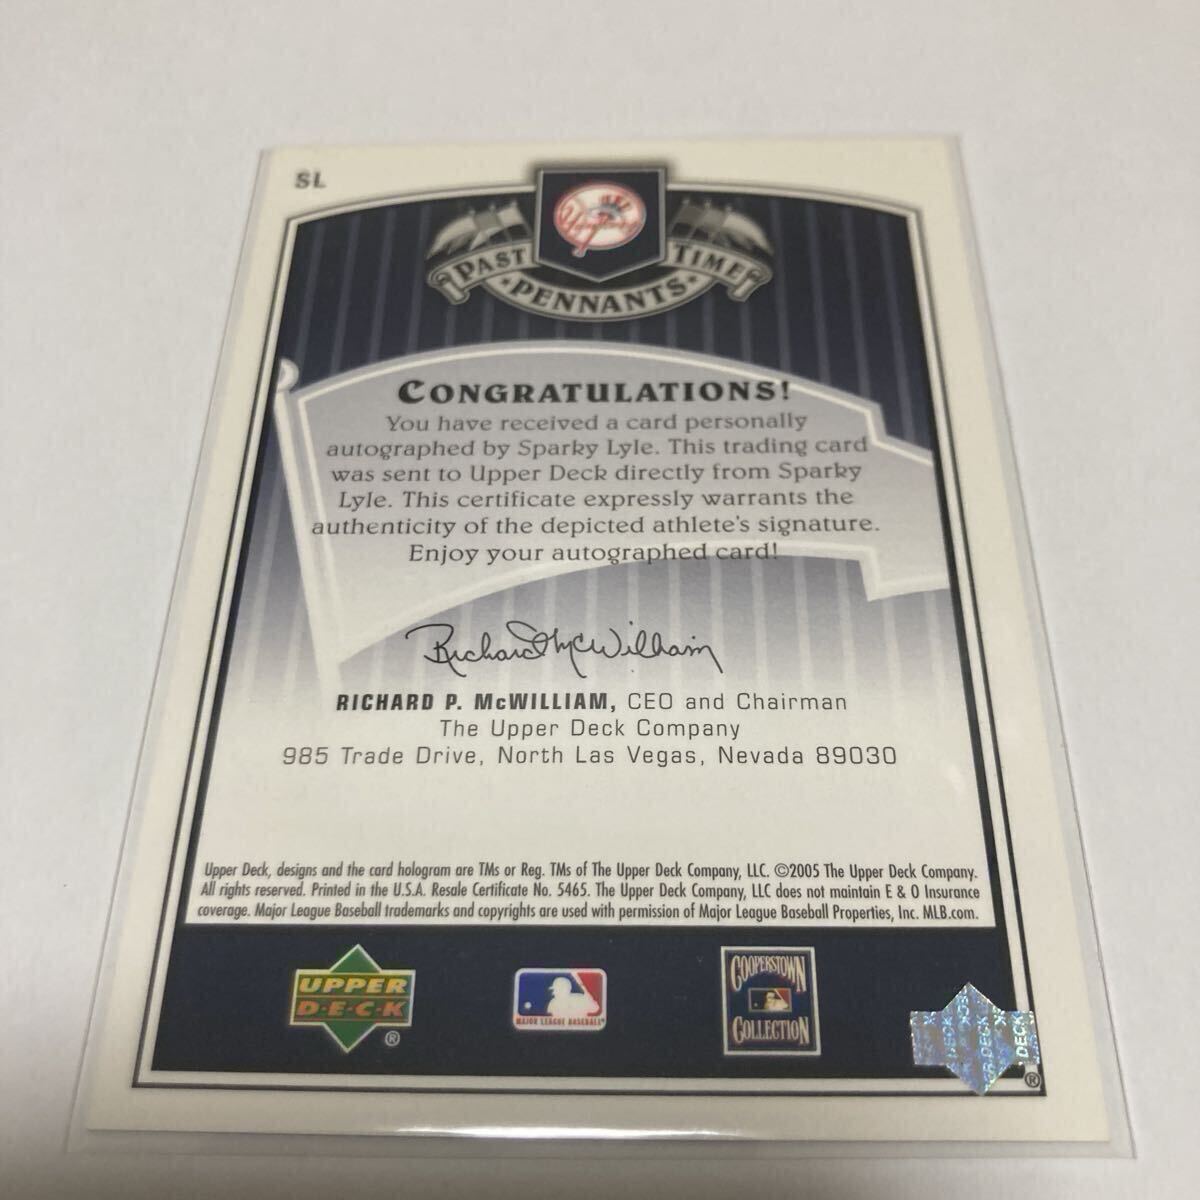 SL
Yankees
PAST TIME
PENNANTS
CONGRATULATIONS!
You have received a card personally
autographed by Sparky Lyle. This trading card
was sent to Upper Deck directly from Sparky
Lyle. This certificate expressly warrants the
authenticity of the depicted athlete's signature.
Enjoy your autographed card!
Richard McWilliam
RICHARD P. McWILLIAM, CEO and Chairman
The Upper Deck Company
985 Trade Drive, North Las Vegas, Nevada 89030
Upper Deck, designs and the card hologram are TMs or Reg. TMs of The Upper Deck Company, LLC. ©2005 The Upper Deck Company.
All rights reserved. Printed in the U.S.A. Resale Certificate No. 5465. The Upper Deck Company, LLC does not maintain E & O Insurance
coverage. Major League Baseball trademarks and copyrights are used with permission of Major League Baseball Properties, Inc. MLB.com.
UPPER
D·E·C·K
®
MAJOR LEAGUE BASEBALL
COOPERSTOWN
COLLECTION
DECK
®